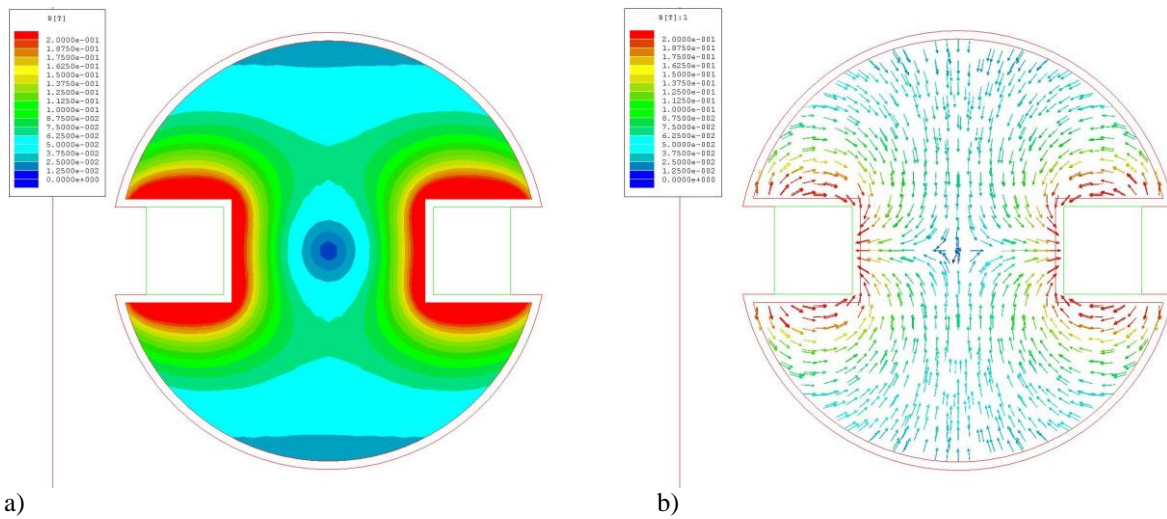 B[T]
2.0000e-001
1.8750e-001
1.7500e-001
1.6250e-001
1.5000e-001
1.3750e-001
1.2500e-001
1.1250e-001
1.0000e-001
8.7500e-002
7.5000e-002
6.2500e-002
5.0000e-002
3.7500e-002
2.5000e-002
1.2500e-002
0.0000e+000
a)
B[T]:1
2.0000e-001
1.8750e-001
1.7500e-001
1.6250e-001
1.5000e-001
1.3750e-001
1.2500e-001
1.1250e-001
1.0000e-001
8.7500e-002
7.5000e-002
6.2500e-002
5.0000e-002
3.7500e-002
2.5000e-002
1.2500e-002
0.0000e+000
b)